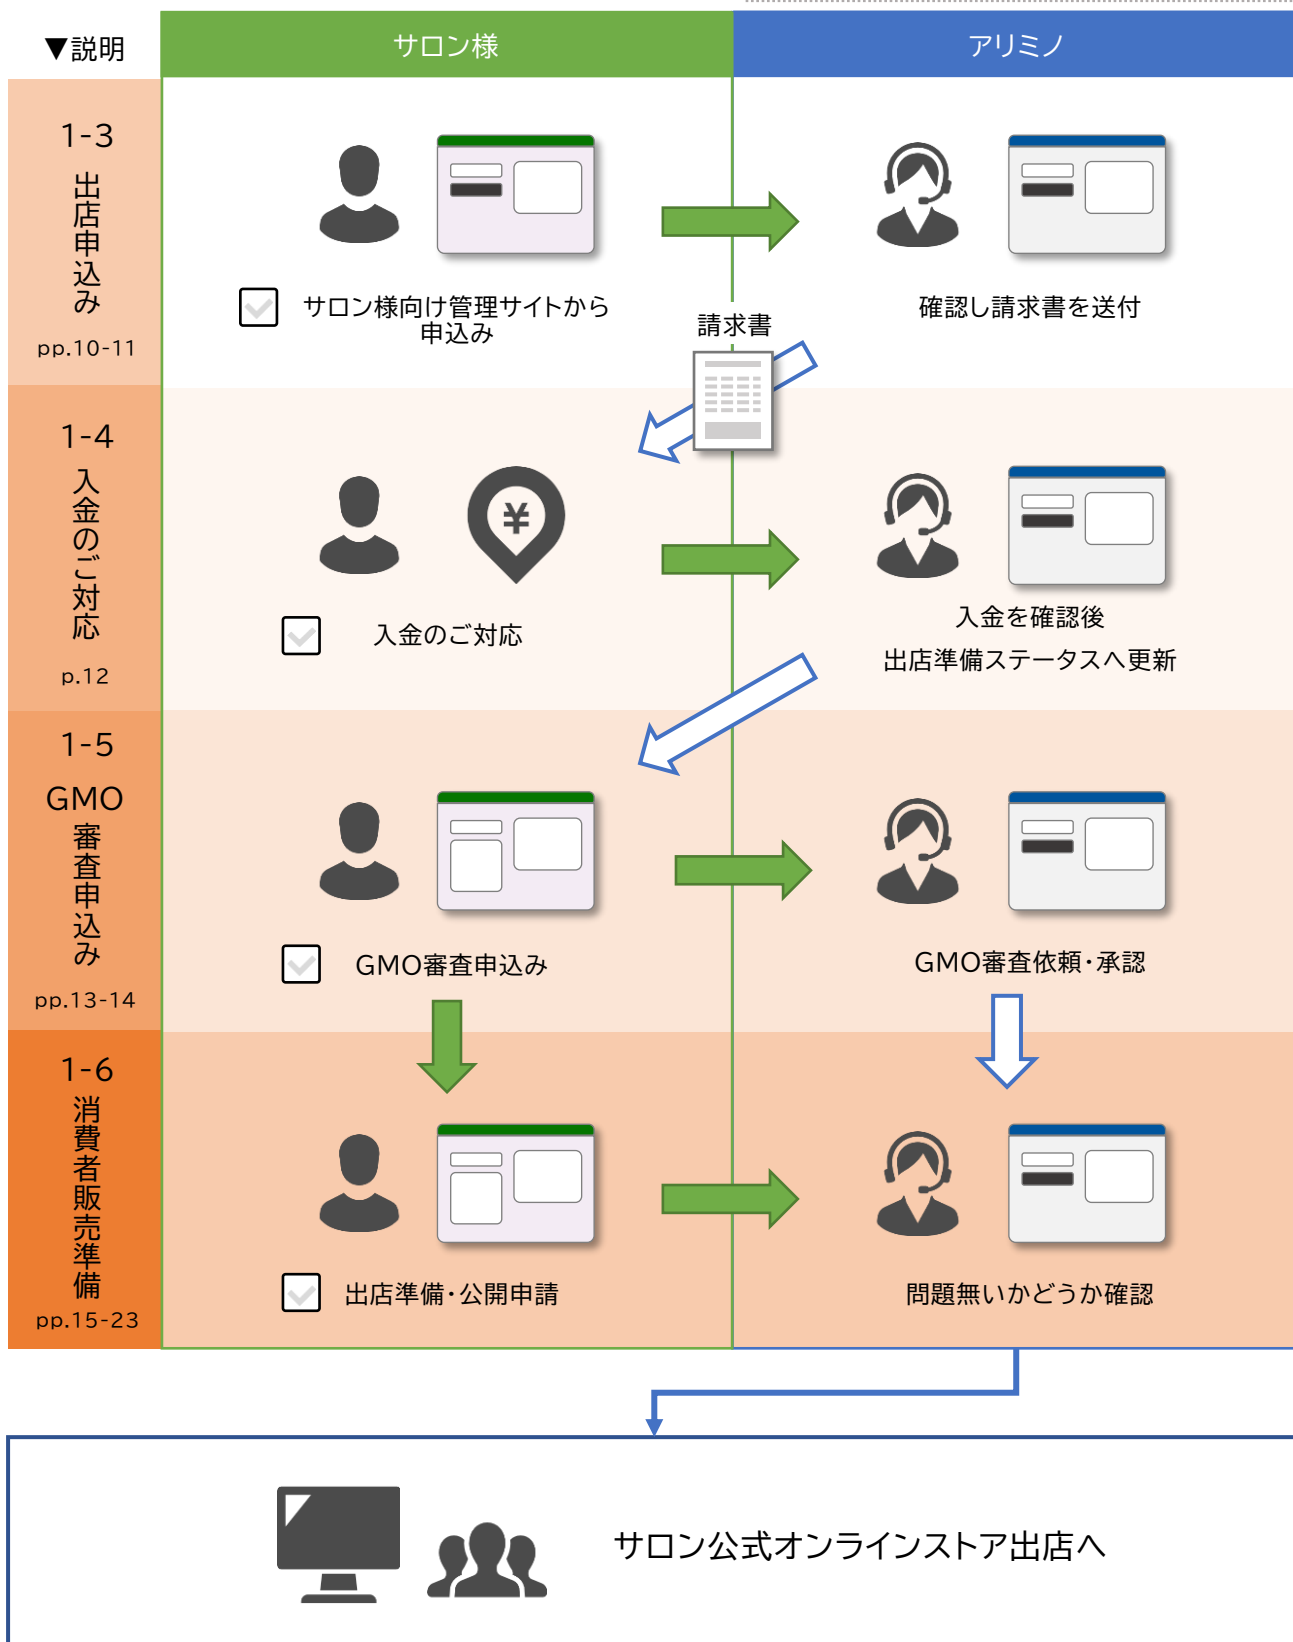 ▼説明
サロン様
アリミノ
1-3
出店申込み
pp.10-11
サロン様向け管理サイトから
申込み
確認し請求書を送付
請求書
1-4
入金のご対応
p.12
¥
入金のご対応
入金を確認後
出店準備ステータスへ更新
1-5
GMO
審査申込み
pp.13-14
GMO審査申込み
GMO審査依頼・承認
1-6
消費者販売準備
pp.15-23
出店準備・公開申請
問題無いかどうか確認
サロン公式オンラインストア出店へ